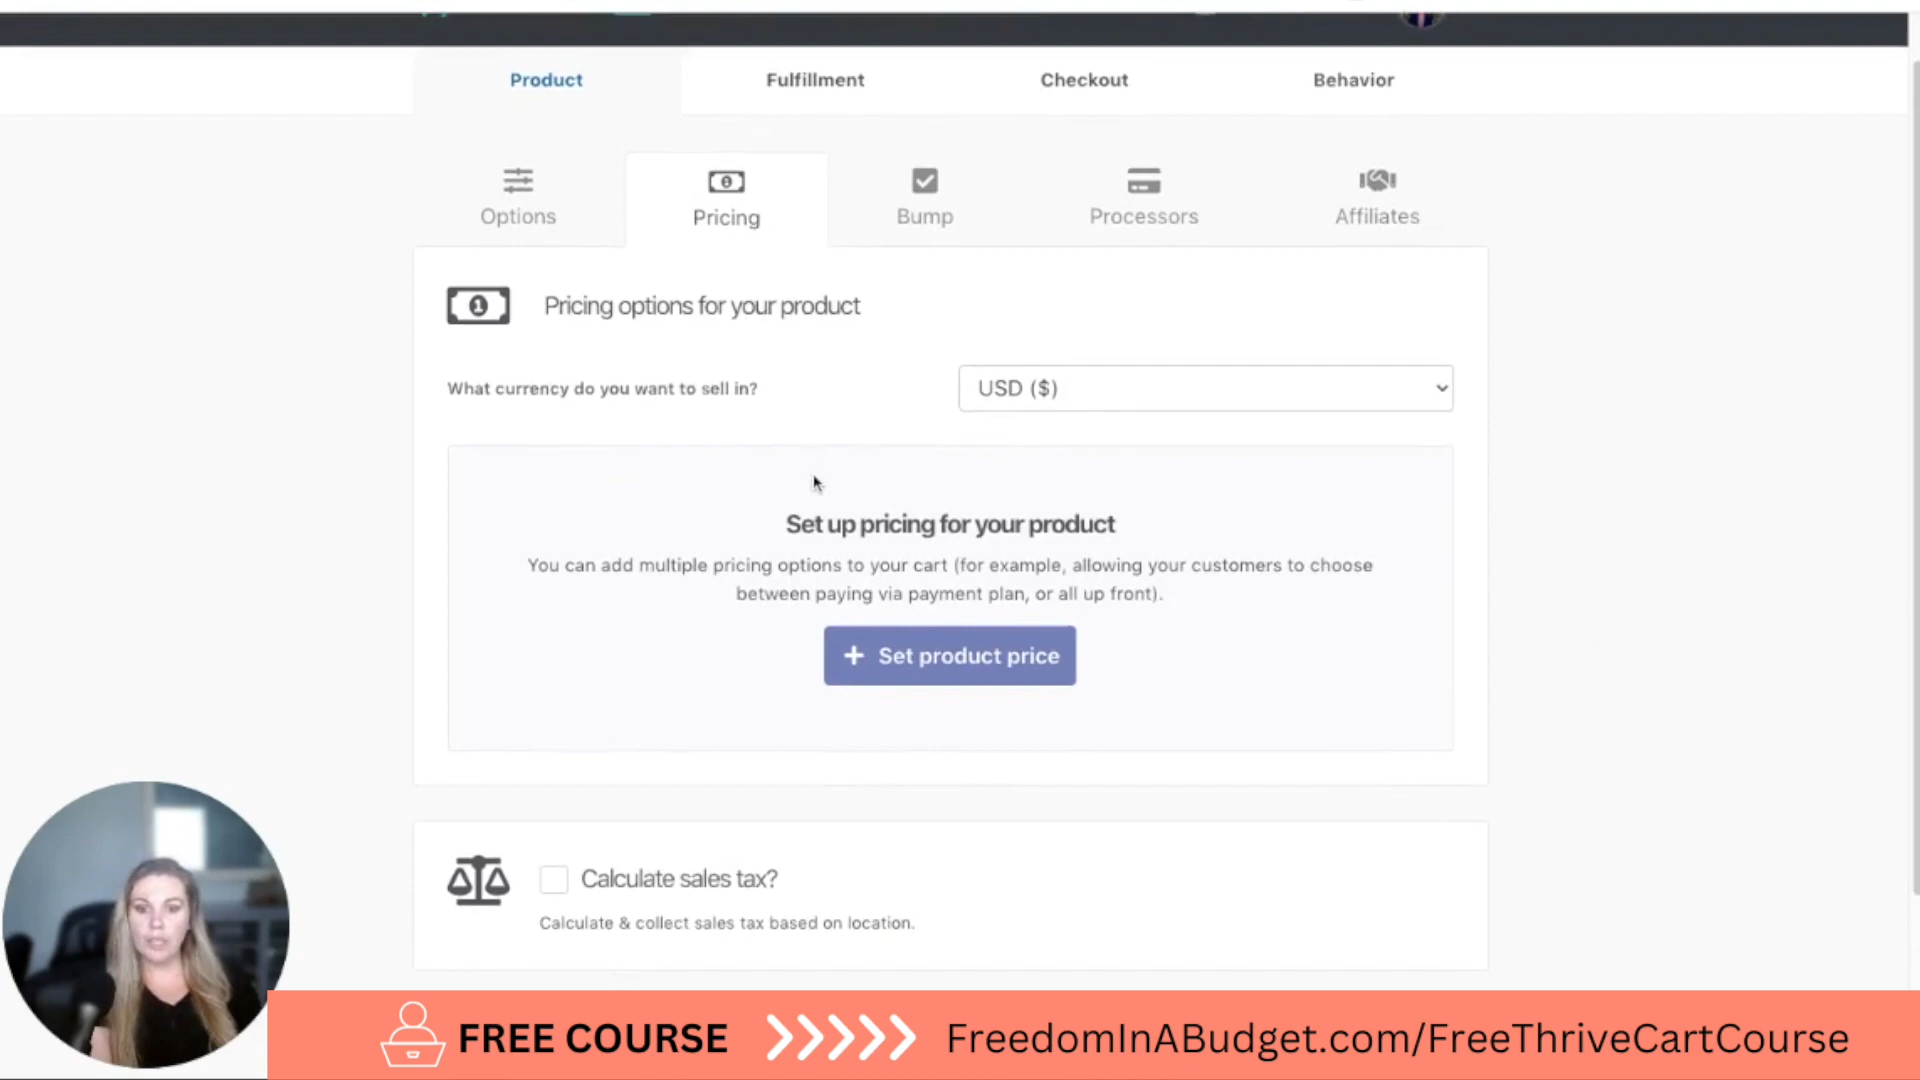 Product
Fulfillment
Checkout
Behavior
Options
Pricing
Bump
Processors
Affiliates
Pricing options for your product
What currency do you want to sell in?
USD ($)
Set up pricing for your product
You can add multiple pricing options to your cart (for example, allowing your customers to choose
between paying via payment plan, or all up front).
+ Set product price
Calculate sales tax?
Calculate & collect sales tax based on location.
FREE COURSE
FreedomInABudget.com/FreeThriveCartCourse